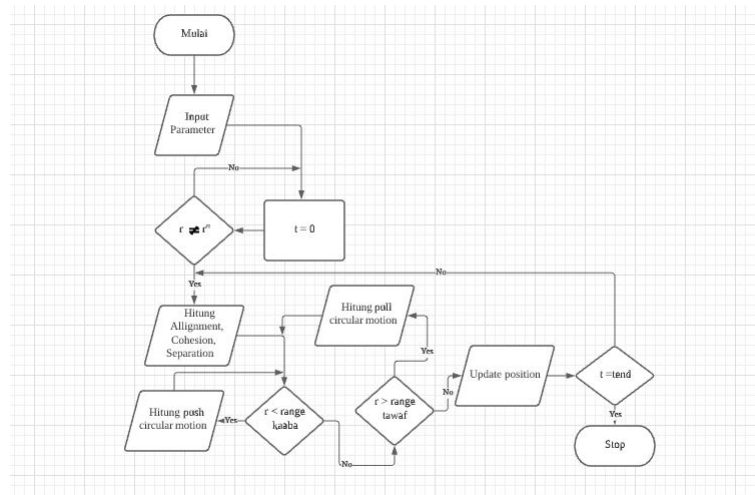 Mulai
Input
Parameter
No
r ≠ r"
t = 0
No
Yes
Hitung
Allignment,
Cohesion,
Separation
Hitung poll
circular motion
Yes
Hitung push
circular motion
Yes
r < range
kaaba
No
r > range
tawaf
No
Update position
t =tend
Yes
Stop